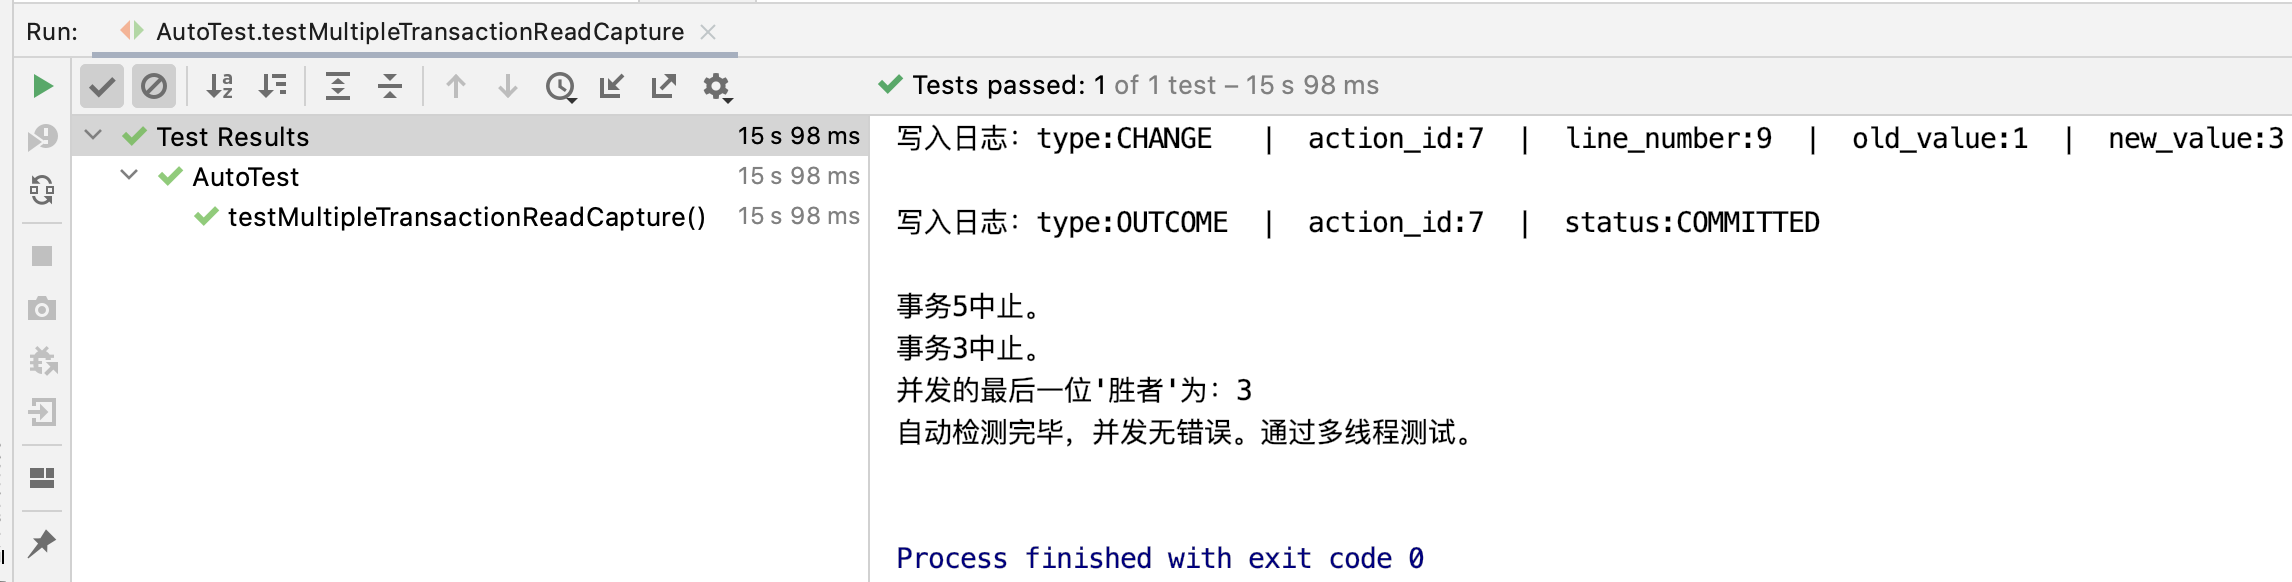 Run: AutoTest.testMultipleTransactionReadCapture
Tests passed: 1 of 1 test – 15 s 98 ms
Test Results 15 s 98 ms
AutoTest 15 s 98 ms
testMultipleTransactionReadCapture() 15 s 98 ms
写入日志：type:CHANGE | action_id:7 | line_number:9 | old_value:1 | new_value:3
写入日志：type:OUTCOME | action_id:7 | status:COMMITTED
事务5中止。
事务3中止。
并发的最后一位'胜者'为：3
自动检测完毕，并发无错误。通过多线程测试。
Process finished with exit code 0